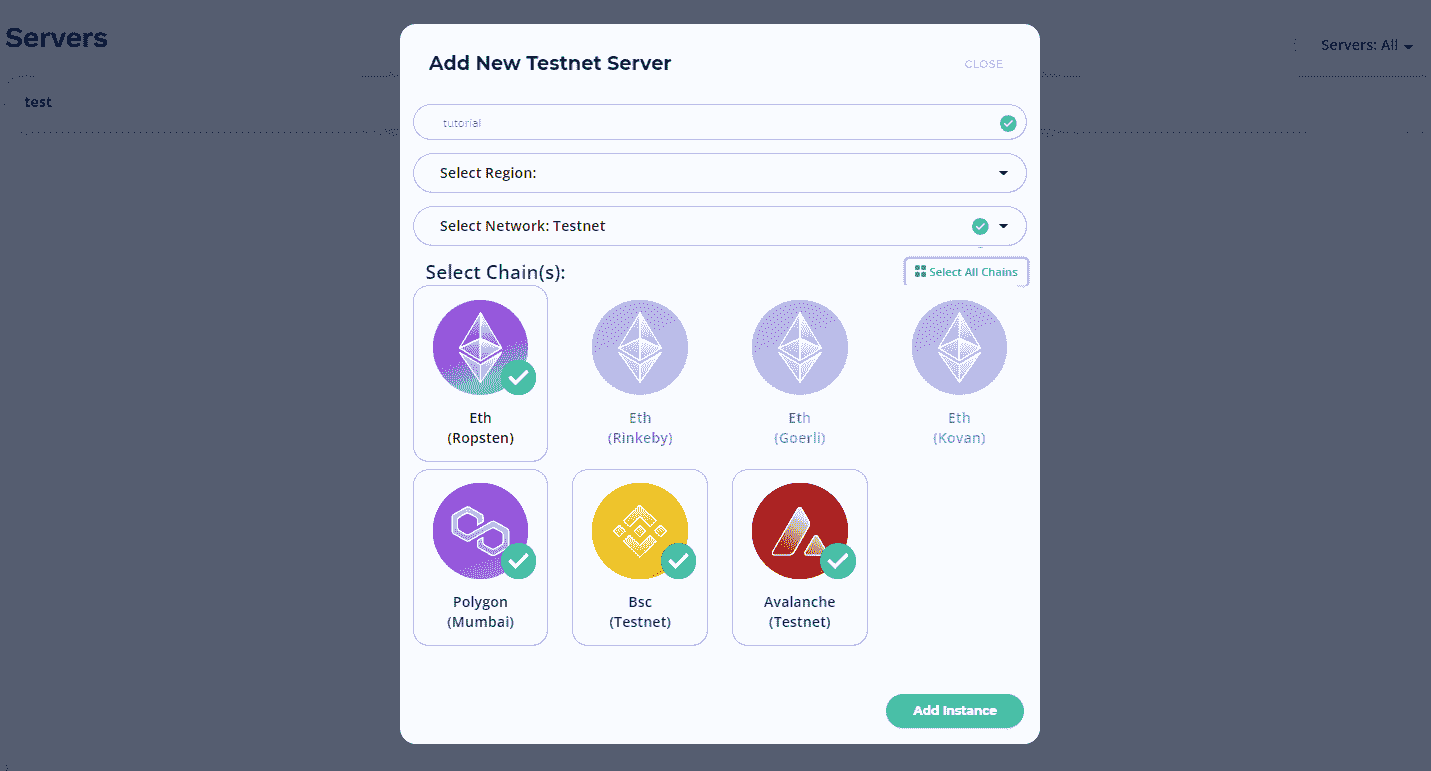 Servers
Servers: All
test
Add New Testnet Server
CLOSE
tutorial
Select Region:
Select Network: Testnet
Select Chain(s):
Select All Chains
Eth
(Ropsten)
Eth
(Rinkeby)
Eth
(Goerli)
Eth
(Kovan)
Polygon
(Mumbai)
Bsc
(Testnet)
Avalanche
(Testnet)
Add Instance